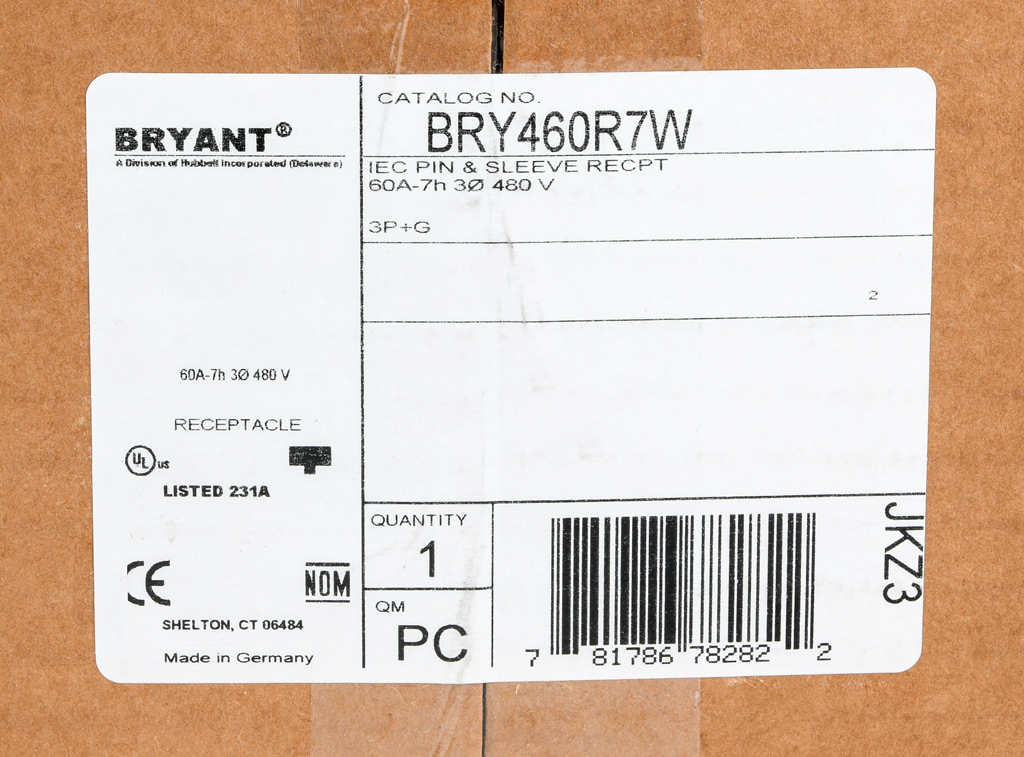 BRYANT®
A Division of Hubbell Incorporated (Delaware)
CATALOG NO.
BRY460R7W
IEC PIN & SLEEVE RECPT
60A-7h 3Ø 480 V
3P+G
2
60A-7h 3Ø 480 V
RECEPTACLE
UL US
LISTED 231A
CE
NOM
SHELTON, CT 06484
Made in Germany
QUANTITY
1
QM
PC
7 81786 78282 2
JKZ3